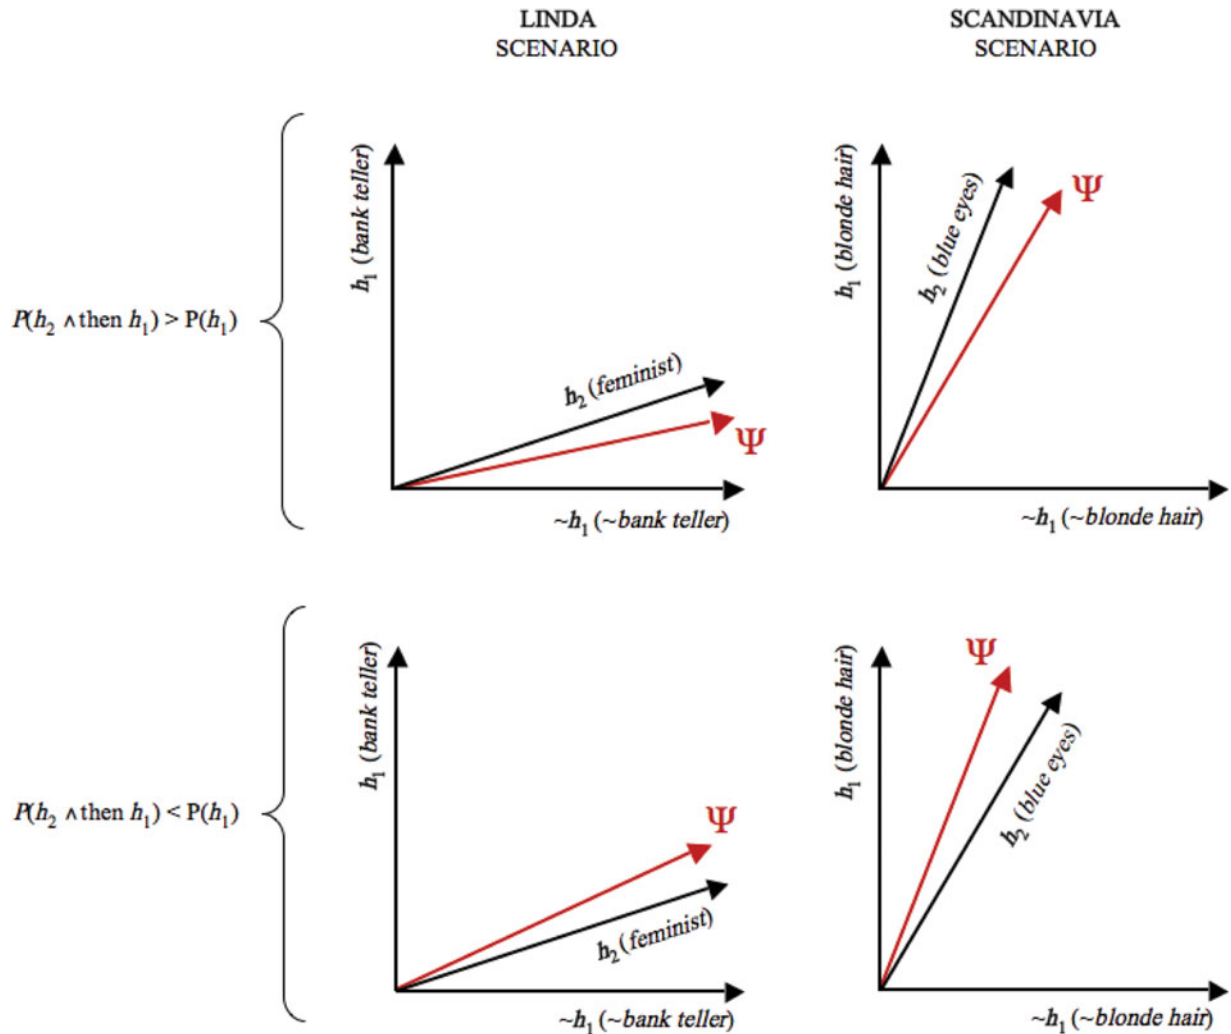 LINDA
SCENARIO
SCANDINAVIA
SCENARIO
P(h₂ ∧ then h₁) > P(h₁)
h₁ (bank teller)
h₂ (feminist)
Ψ
~h₁ (~bank teller)
h₁ (blonde hair)
h₂ (blue eyes)
Ψ
~h₁ (~blonde hair)
P(h₂ ∧ then h₁) < P(h₁)
h₁ (bank teller)
Ψ
h₂ (feminist)
~h₁ (~bank teller)
h₁ (blonde hair)
Ψ
h₂ (blue eyes)
~h₁ (~blonde hair)